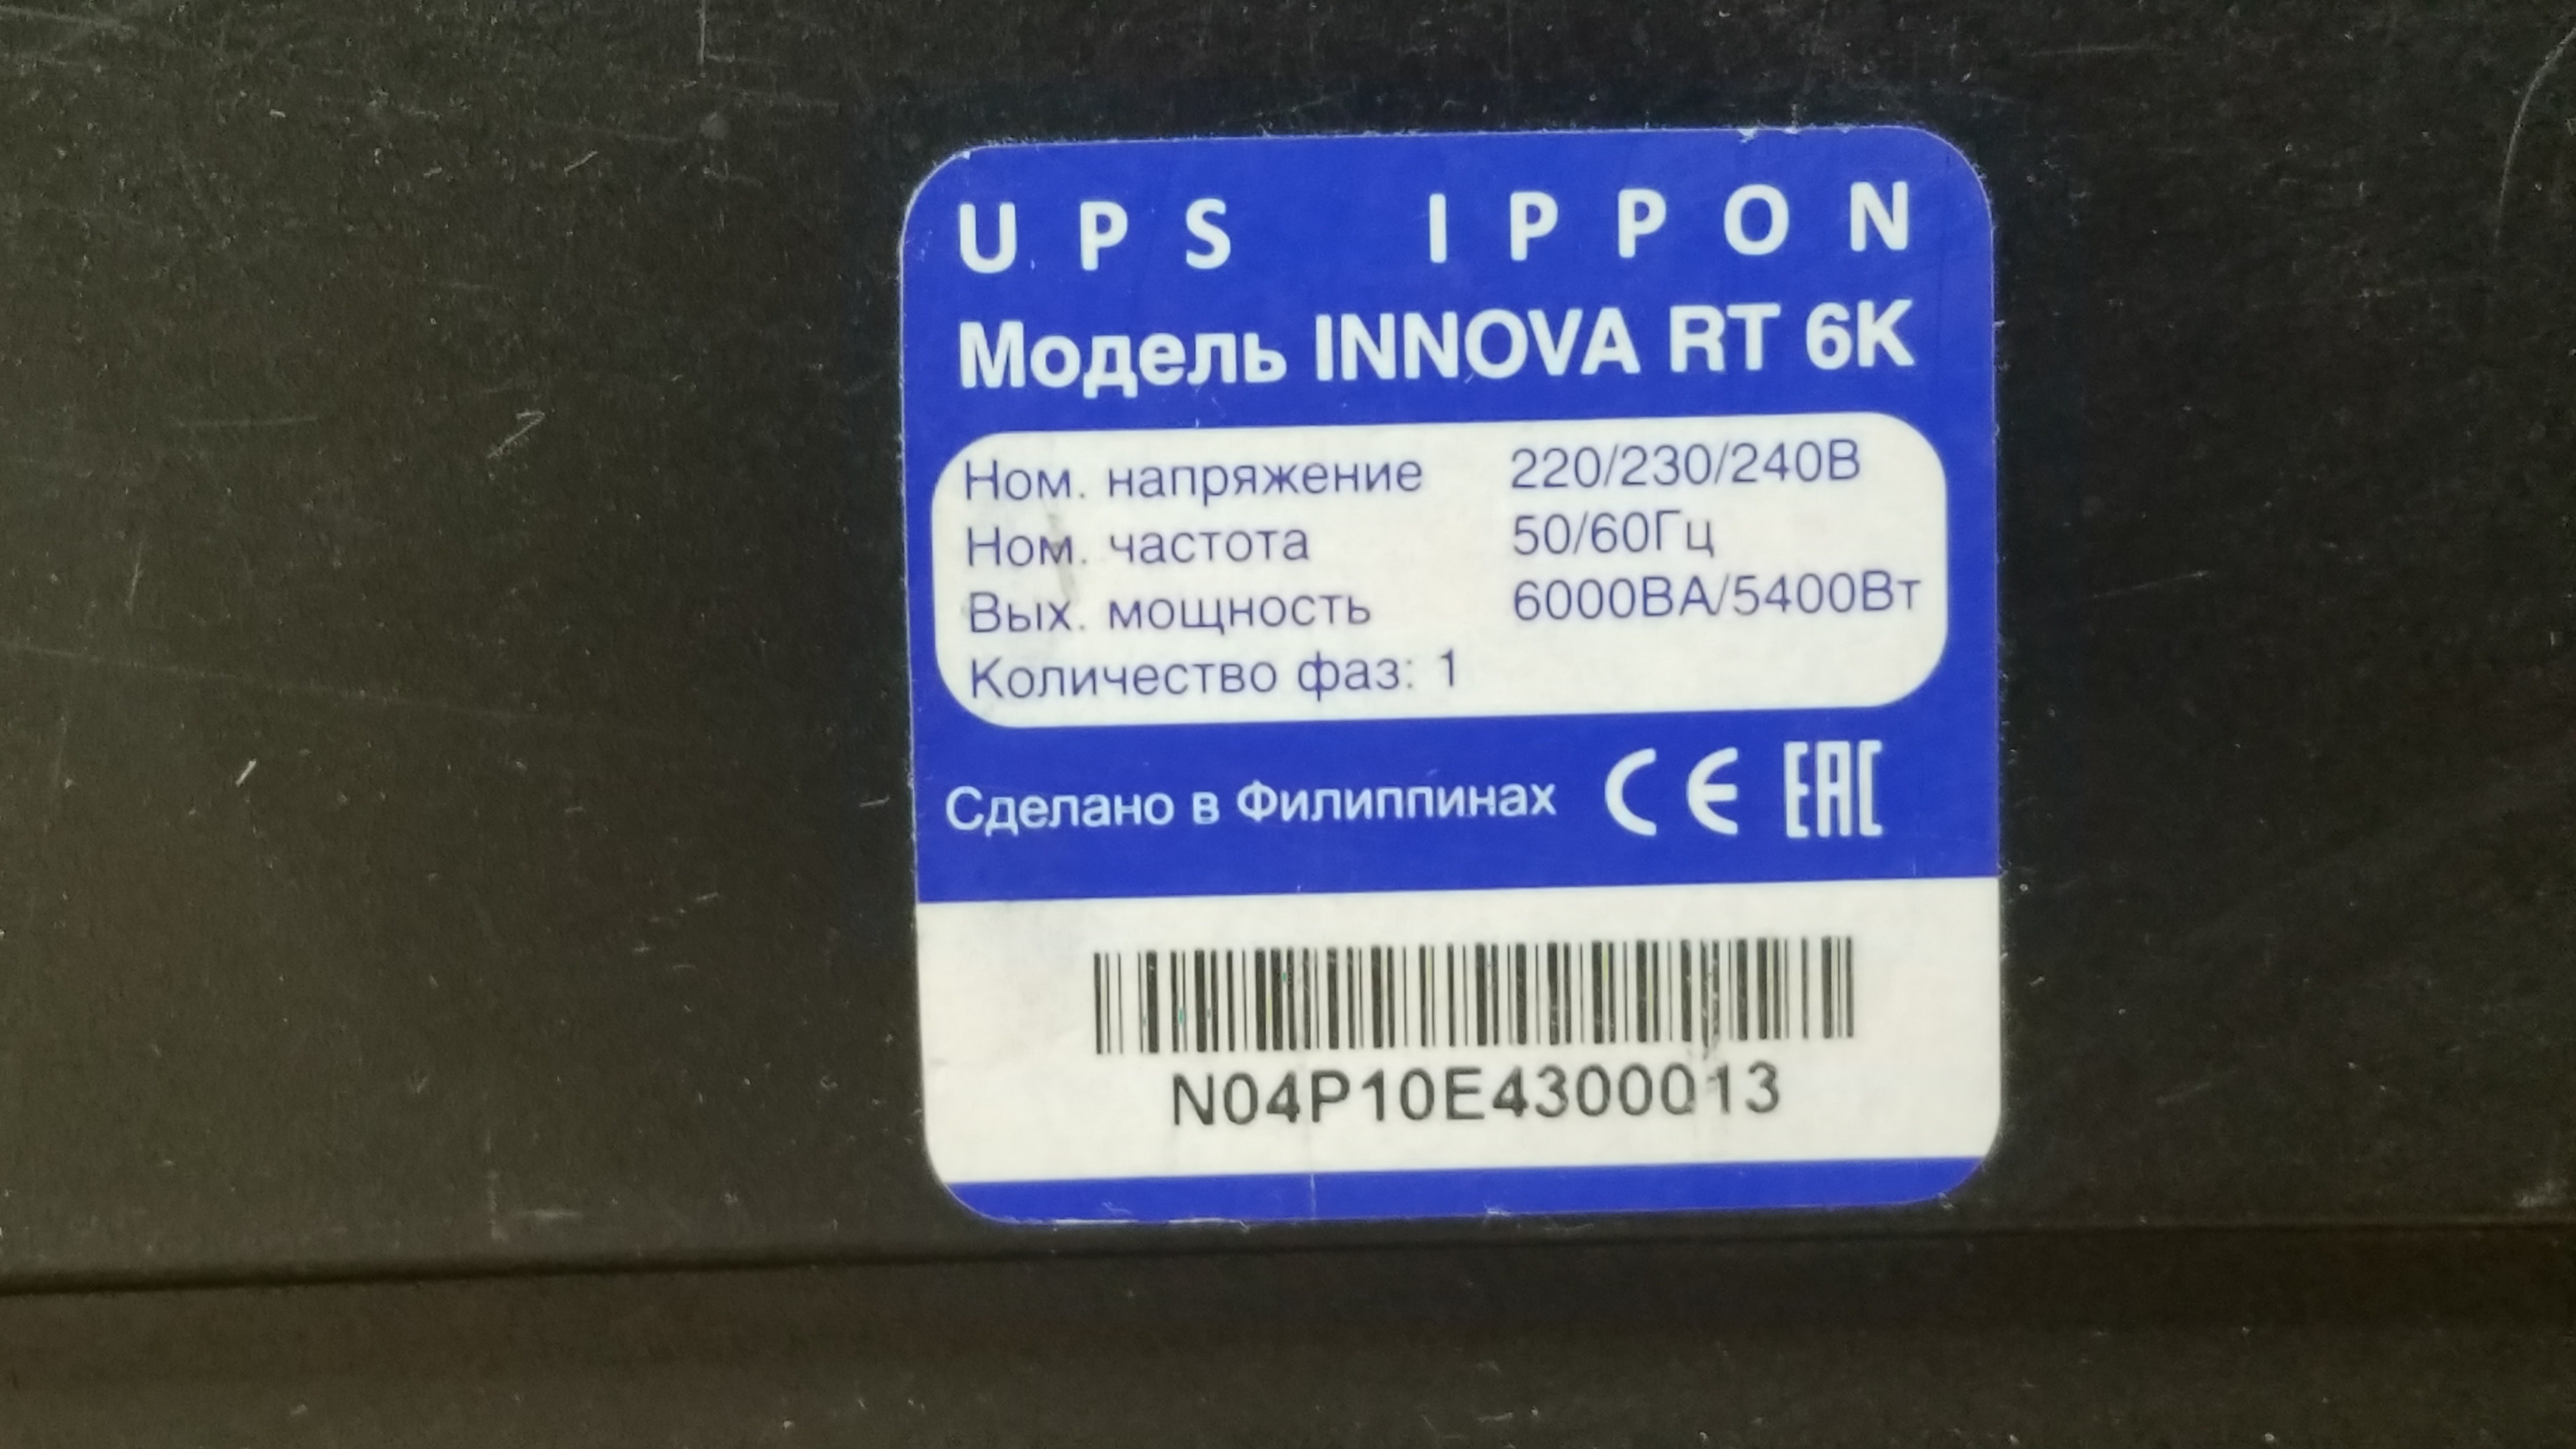 UPS IPPON
Модель INNOVA RT 6K
Ном. напряжение 220/230/240В
Ном. частота 50/60Гц
Вых. мощность 6000ВА/5400Вт
Количество фаз: 1
Сделано в Филиппинах CE EAC
N04P10E4300013